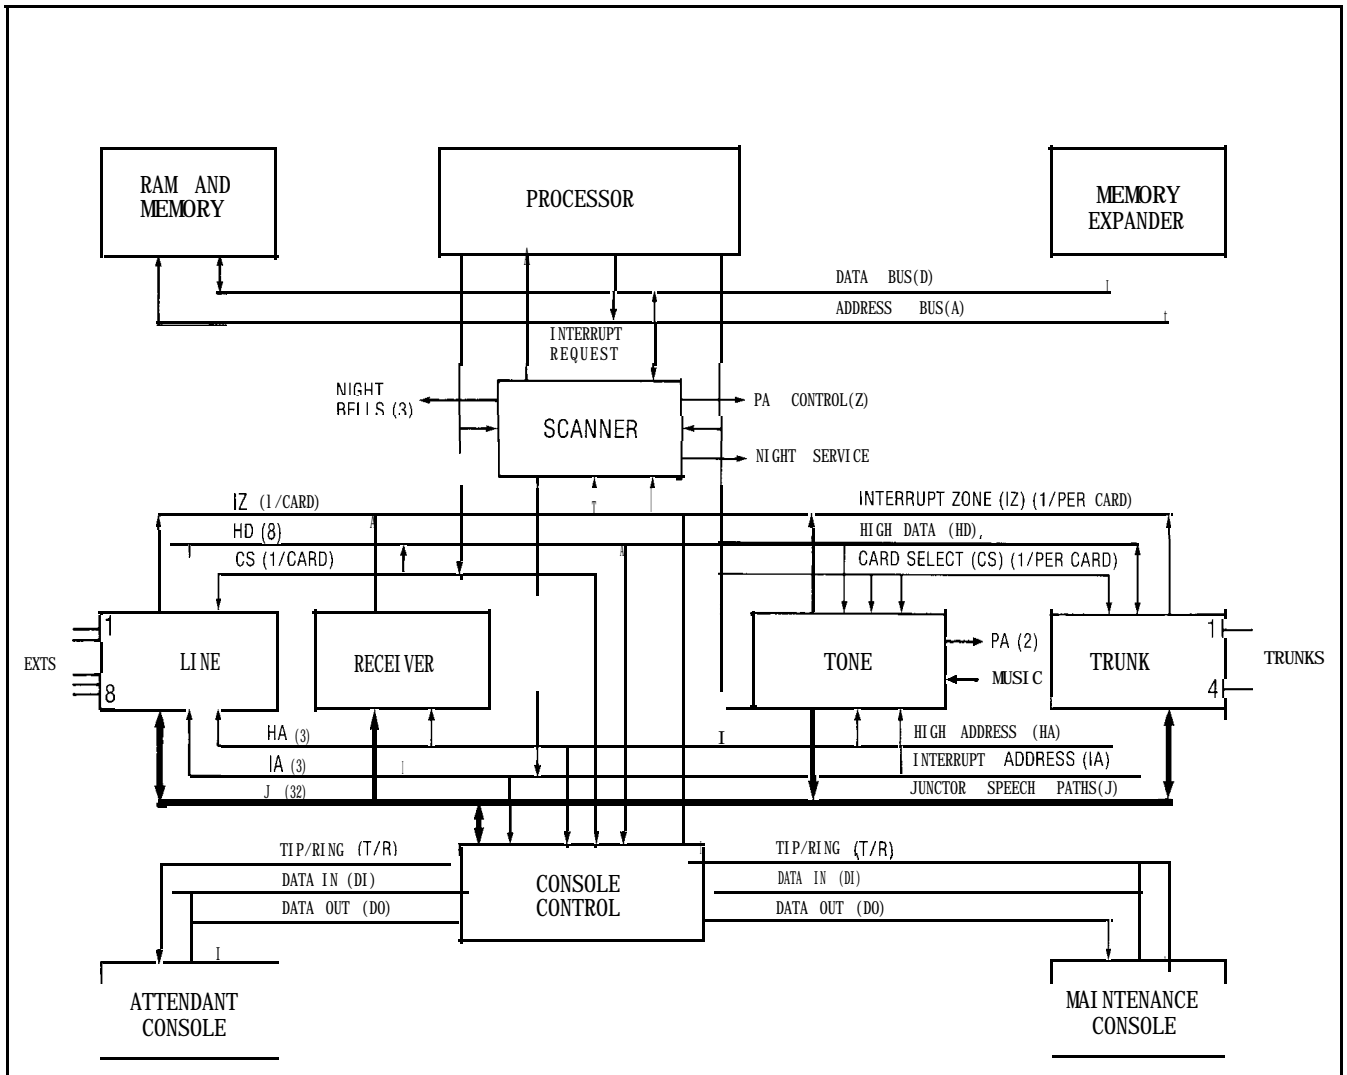 RAM AND
MEMORY
PROCESSOR
MEMORY
EXPANDER
DATA BUS(D)
ADDRESS BUS(A)
INTERRUPT
REQUEST
NIGHT
BELLS (3)
PA CONTROL(Z)
SCANNER
NIGHT SERVICE
IZ (1/CARD)
INTERRUPT ZONE (IZ) (1/PER CARD)
HD (8)
HIGH DATA (HD),
CS (1/CARD)
CARD SELECT (CS) (1/PER CARD)
1
EXTS
8
LINE
RECEIVER
TONE
PA (2)
MUSIC
TRUNK
1
4
TRUNKS
HA (3)
HIGH ADDRESS (HA)
IA (3)
INTERRUPT ADDRESS (IA)
J (32)
JUNCTOR SPEECH PATHS(J)
TIP/RING (T/R)
TIP/RING (T/R)
DATA IN (DI)
DATA IN (DI)
DATA OUT (DO)
DATA OUT (DO)
CONSOLE
CONTROL
ATTENDANT
CONSOLE
MAINTENANCE
CONSOLE